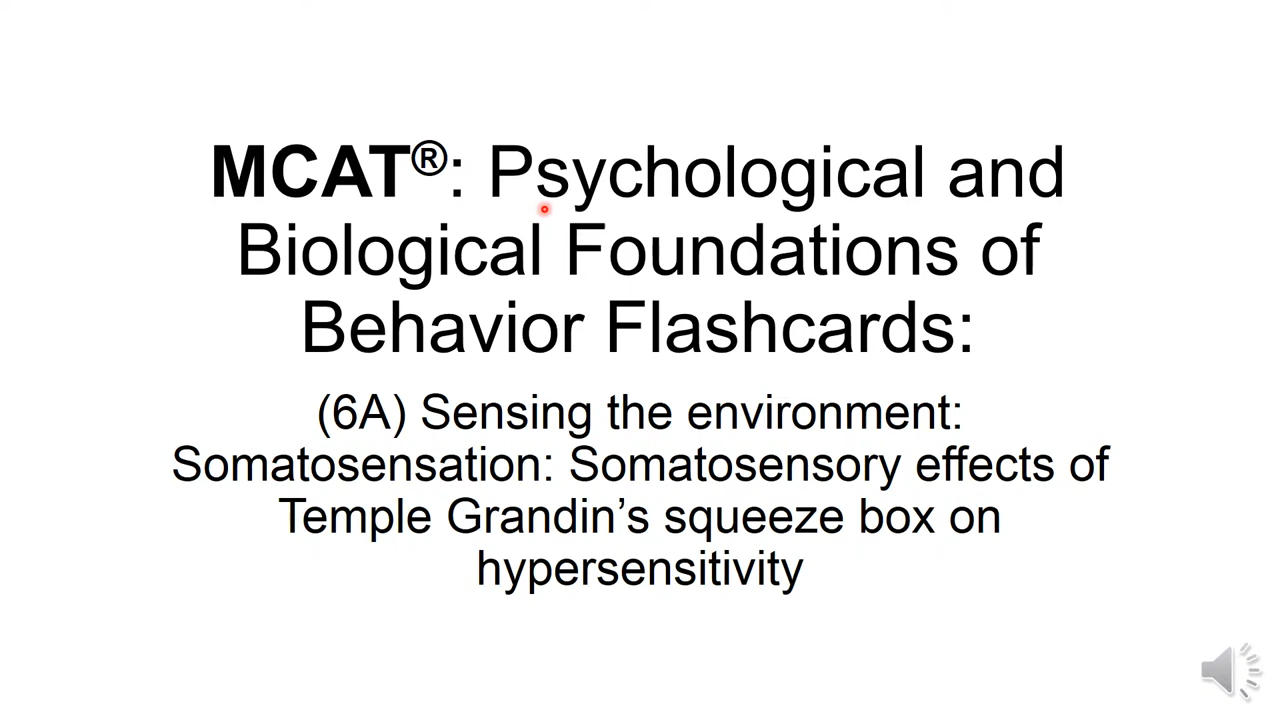 MCAT®: Psychological and
Biological Foundations of
Behavior Flashcards:
(6A) Sensing the environment:
Somatosensation: Somatosensory effects of
Temple Grandin’s squeeze box on
hypersensitivity